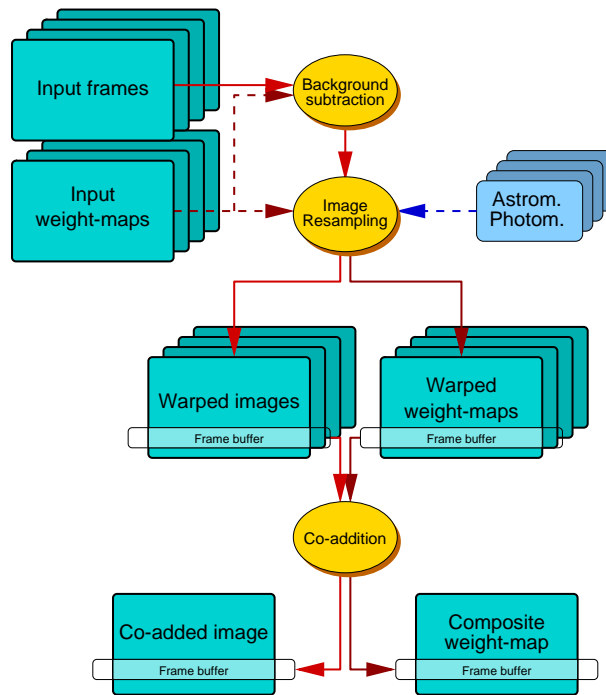 Input frames
Background
subtraction
Input
weight-maps
Image
Resampling
Astrom.
Photom.
Warped images
Frame buffer
Warped
weight-maps
Frame buffer
Co-addition
Co-added image
Frame buffer
Composite
weight-map
Frame buffer